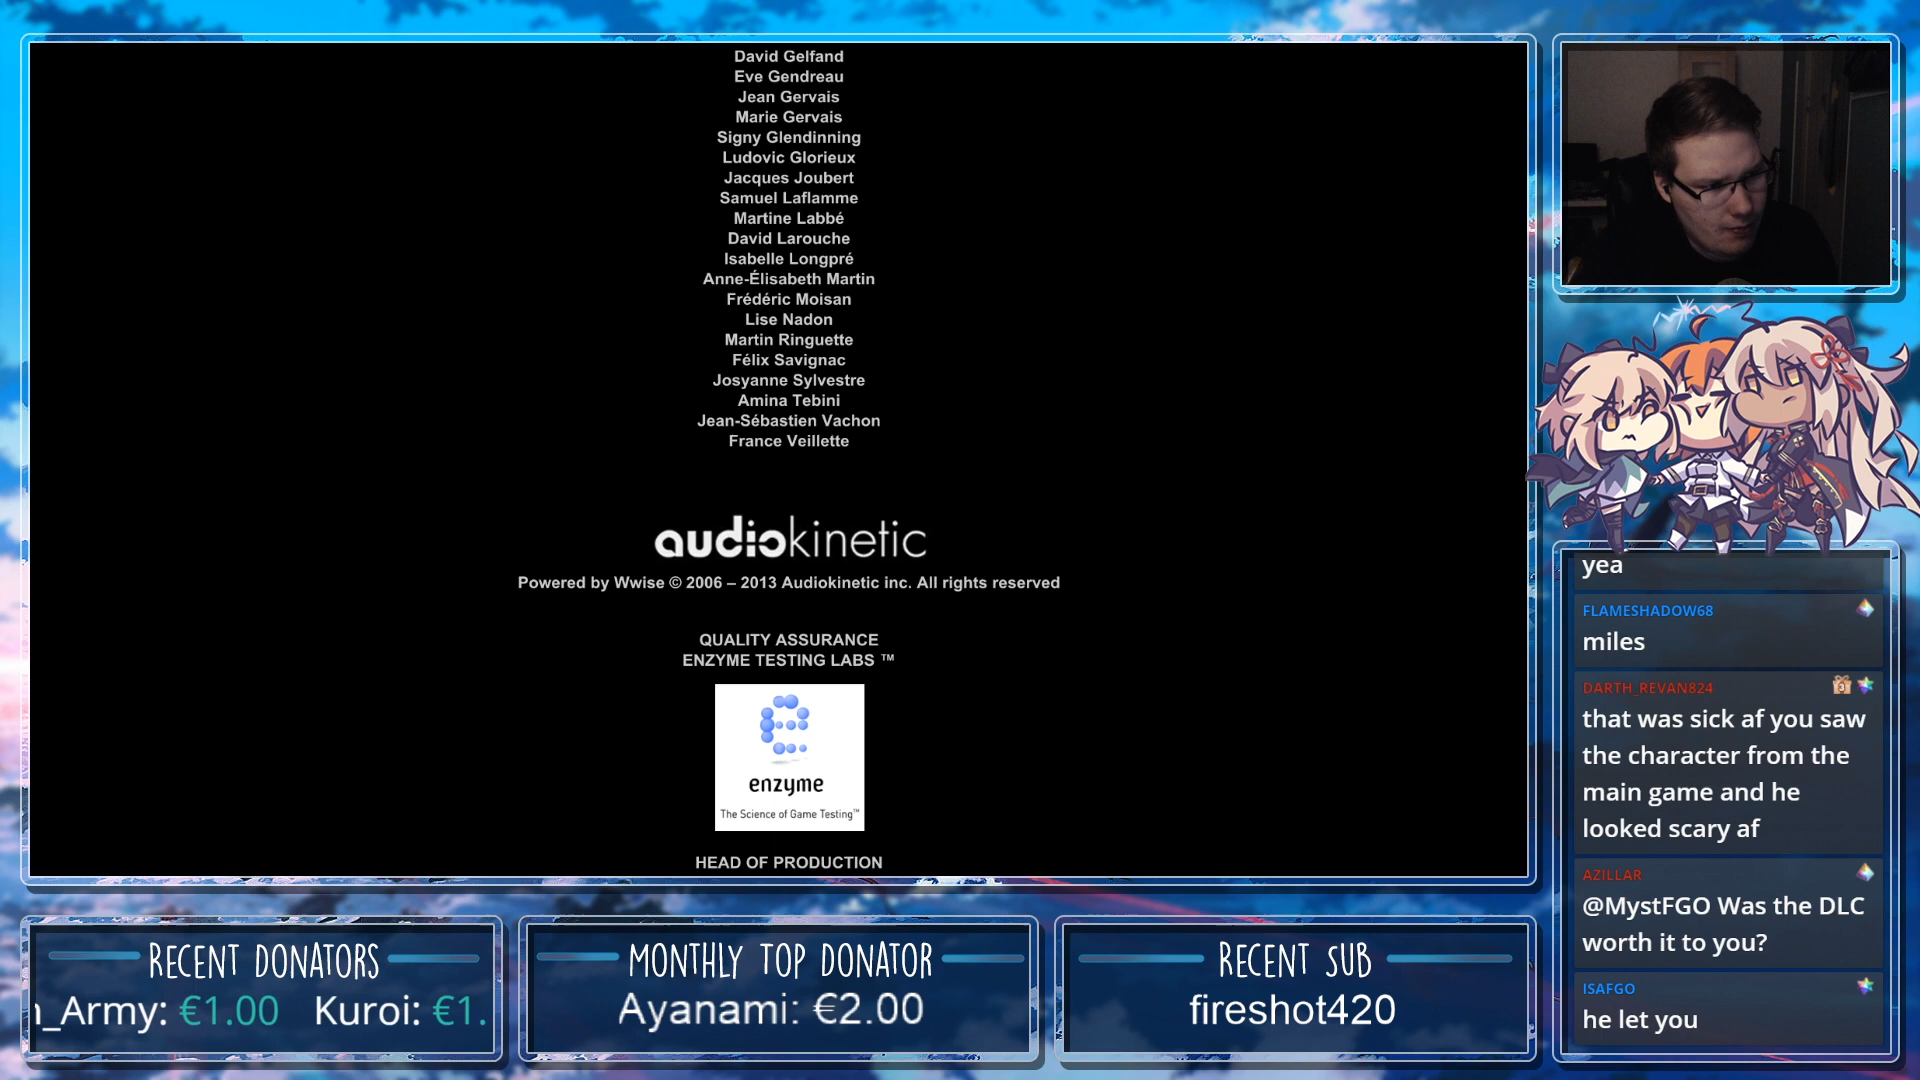 David Gelfand
Eve Gendreau
Jean Gervais
Marie Gervais
Signy Glendinning
Ludovic Glorieux
Jacques Joubert
Samuel Laflamme
Martine Labbé
David Larouche
Isabelle Longpré
Anne-Élisabeth Martin
Frédéric Moisan
Lise Nadon
Martin Ringuette
Félix Savignac
Josyanne Sylvestre
Amina Tebini
Jean-Sébastien Vachon
France Veillette
audiokinetic
Powered by Wwise © 2006 – 2013 Audiokinetic inc. All rights reserved
QUALITY ASSURANCE
ENZYME TESTING LABS ™
enzyme
The Science of Game Testing™
HEAD OF PRODUCTION
yea
FLAMESHADOW68
miles
DARTH_REVAN824
that was sick af you saw
the character from the
main game and he
looked scary af
AZILLAR
@MystFGO Was the DLC
worth it to you?
ISAFGO
he let you
RECENT DONATORS
_Army: €1.00 Kuroi: €1.
MONTHLY TOP DONATOR
Ayanami: €2.00
RECENT SUB
fireshot420